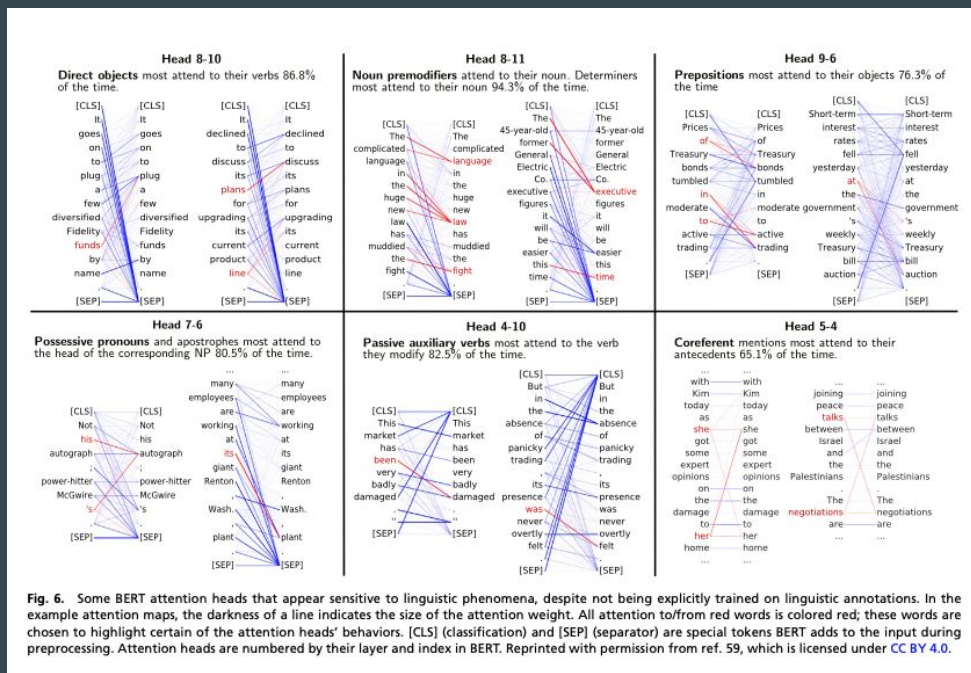 Head 8-10
Direct objects most attend to their verbs 86.8%
of the time.
[CLS] [CLS] [CLS] [CLS]
It It It It
goes goes declined declined
on on to to
to to discuss discuss
plug plug its its
a a plans plans
few few for for
diversified diversified upgrading upgrading
Fidelity Fidelity its its
funds funds current current
by by product product
name name line line
. . . .
[SEP] [SEP] [SEP] [SEP]
Head 8-11
Noun premodifiers attend to their noun. Determiners
most attend to their noun 94.3% of the time.
[CLS] [CLS]
The The
complicated complicated
language language
in in
the the
huge huge
new new
law law
has has
muddied muddied
the the
fight fight
. .
[SEP] [SEP]
[CLS] [CLS]
The The
45-year-old 45-year-old
former former
General General
Electric Electric
Co. Co.
executive executive
figures figures
it it
will will
be be
easier easier
this this
time time
. .
[SEP] [SEP]
Head 9-6
Prepositions most attend to their objects 76.3% of
the time
[CLS] [CLS]
Prices Prices
of of
Treasury Treasury
bonds bonds
tumbled tumbled
in in
moderate moderate
to to
active active
trading trading
. .
[SEP] [SEP]
[CLS] [CLS]
Short-term Short-term
interest interest
rates rates
fell fell
yesterday yesterday
at at
the the
government government
's 's
weekly weekly
Treasury Treasury
bill bill
auction auction
. .
[SEP] [SEP]
Head 7-6
Possessive pronouns and apostrophes most attend to
the head of the corresponding NP 80.5% of the time.
[CLS] [CLS]
Not Not
his his
autograph autograph
; ;
power-hitter power-hitter
McGwire McGwire
's 's
. .
[SEP] [SEP]
... ...
many many
employees employees
are are
working working
at at
its its
giant giant
Renton Renton
, ,
Wash. Wash.
, ,
plant plant
. .
[SEP] [SEP]
Head 4-10
Passive auxiliary verbs most attend to the verb
they modify 82.5% of the time.
[CLS] [CLS]
This This
market market
has has
been been
very very
badly badly
damaged damaged
. .
" "
[SEP] [SEP]
[CLS] [CLS]
But But
in in
the the
absence absence
of of
panicky panicky
trading trading
, ,
its its
presence presence
was was
never never
overtly overtly
felt felt
. .
[SEP] [SEP]
Head 5-4
Coreferent mentions most attend to their
antecedents 65.1% of the time.
... ...
with with
Kim Kim
today today
as as
she she
got got
some some
expert expert
opinions opinions
on on
the the
damage damage
to to
her her
home home
... ...
... ...
joining joining
peace peace
talks talks
between between
Israel Israel
and and
the the
Palestinians Palestinians
. .
The The
negotiations negotiations
are are
... ...
Fig. 6. Some BERT attention heads that appear sensitive to linguistic phenomena, despite not being explicitly trained on linguistic annotations. In the
example attention maps, the darkness of a line indicates the size of the attention weight. All attention to/from red words is colored red; these words are
chosen to highlight certain of the attention heads' behaviors. [CLS] (classification) and [SEP] (separator) are special tokens BERT adds to the input during
preprocessing. Attention heads are numbered by their layer and index in BERT. Reprinted with permission from ref. 59, which is licensed under CC BY 4.0.